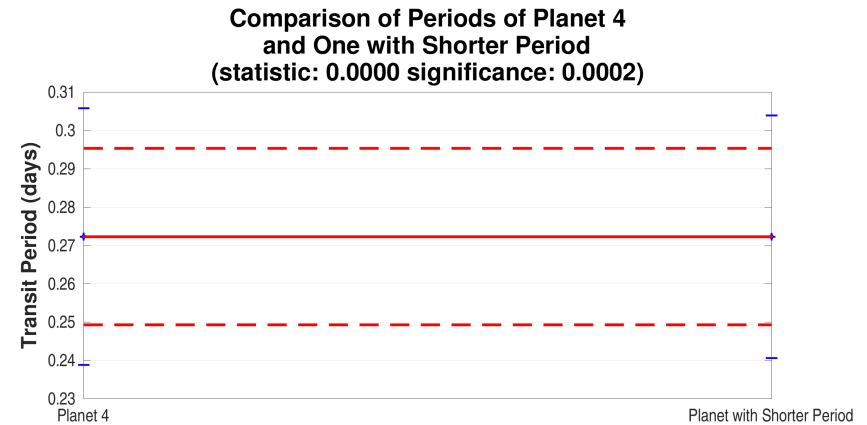 Comparison of Periods of Planet 4
and One with Shorter Period
(statistic: 0.0000 significance: 0.0002)
Transit Period (days)
0.31
0.3
0.29
0.28
0.27
0.26
0.25
0.24
0.23
Planet 4
Planet with Shorter Period